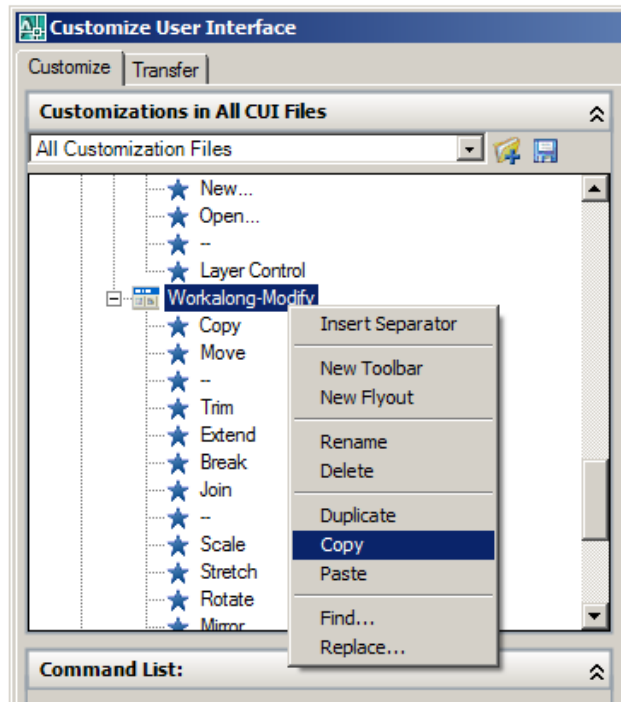 Customize User Interface
Customize
Transfer
Customizations in All CUI Files
All Customization Files
New...
Open...
--
Layer Control
Workalong-Modify
Copy
Move
--
Trim
Extend
Break
Join
--
Scale
Stretch
Rotate
Mirror
Insert Separator
New Toolbar
New Flyout
Rename
Delete
Duplicate
Copy
Paste
Find...
Replace...
Command List: